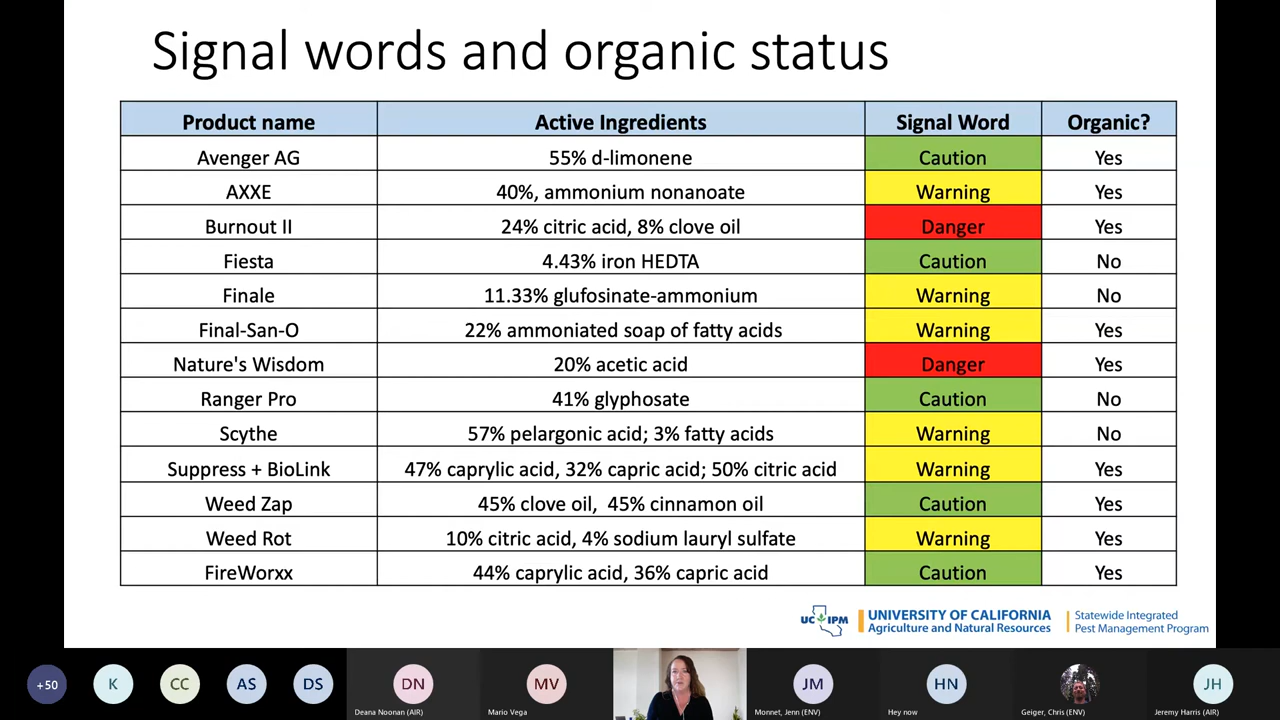 Signal words and organic status
Product name Active Ingredients Signal Word Organic?
Avenger AG 55% d-limonene Caution Yes
AXXE 40%, ammonium nonanoate Warning Yes
Burnout II 24% citric acid, 8% clove oil Danger Yes
Fiesta 4.43% iron HEDTA Caution No
Finale 11.33% glufosinate-ammonium Warning No
Final-San-O 22% ammoniated soap of fatty acids Warning Yes
Nature's Wisdom 20% acetic acid Danger Yes
Ranger Pro 41% glyphosate Caution No
Scythe 57% pelargonic acid; 3% fatty acids Warning No
Suppress + BioLink 47% caprylic acid, 32% capric acid; 50% citric acid Warning Yes
Weed Zap 45% clove oil, 45% cinnamon oil Caution Yes
Weed Rot 10% citric acid, 4% sodium lauryl sulfate Warning Yes
FireWorxx 44% caprylic acid, 36% capric acid Caution Yes
UC IPM UNIVERSITY OF CALIFORNIA Statewide Integrated
Agriculture and Natural Resources Pest Management Program
+50 K CC AS DS DN MV JM HN JH
Deana Noonan (AIR) Mario Vega Monnet, Jenn (ENV) Hey now Geiger, Chris (ENV) Jeremy Harris (AIR)